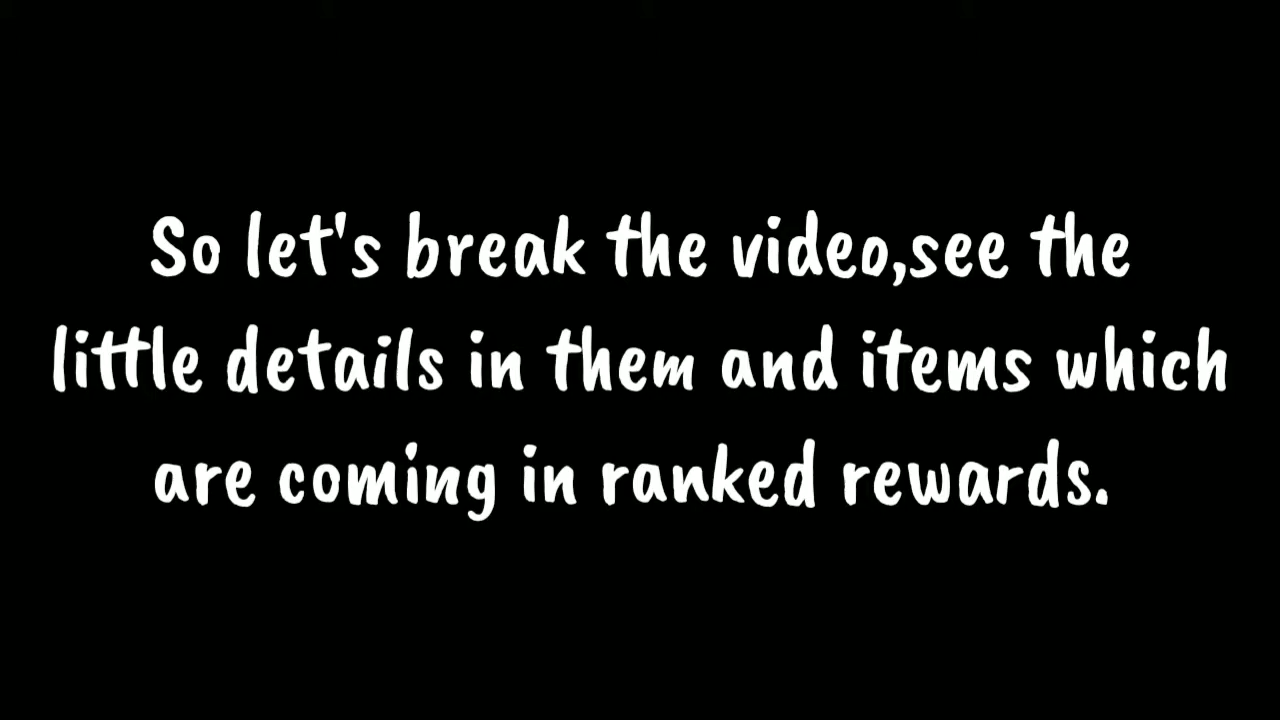 So let's break the video,see the
little details in them and items which
are coming in ranked rewards.